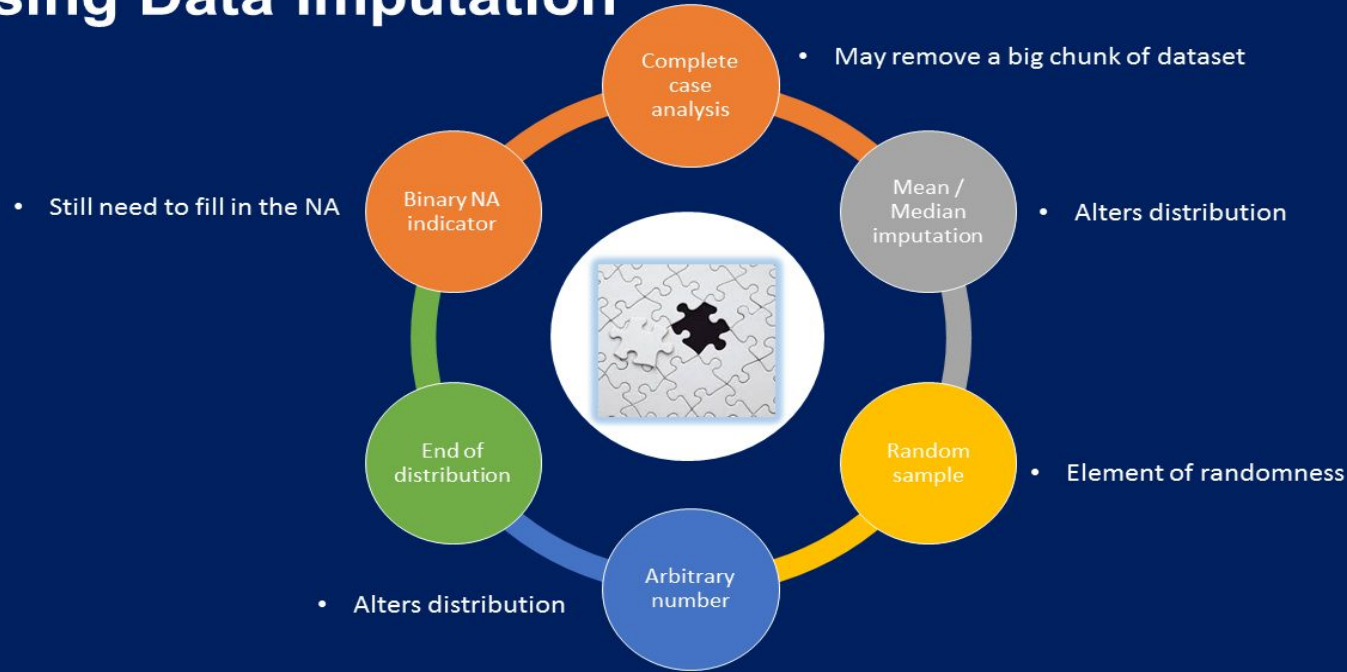 sing Data Imputation
Complete
case
analysis
• May remove a big chunk of dataset
Mean /
Median
imputation
• Alters distribution
Random
sample
• Element of randomness
Arbitrary
number
• Alters distribution
End of
distribution
Binary NA
indicator
• Still need to fill in the NA